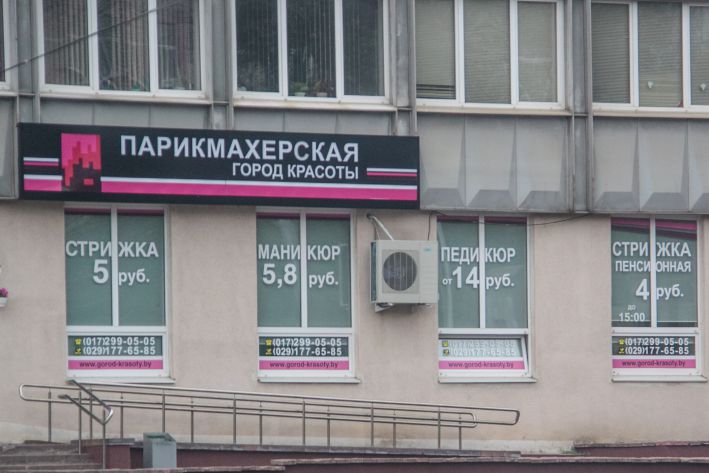 ПАРИКМАХЕРСКАЯ
ГОРОД КРАСОТЫ
СТРИЖКА
5 руб.
(017)299-05-05
(029)177-65-85
www.gorod-krasoty.by
МАНИКЮР
5,8 руб.
(017)299-05-05
(029)177-65-85
www.gorod-krasoty.by
ПЕДИКЮР
от 14 руб.
(017)299-05-05
(029)177-65-85
www.gorod-krasoty.by
СТРИЖКА
ПЕНСИОННАЯ
4 руб.
до
15:00
(017)299-05-05
(029)177-65-85
www.gorod-krasoty.by